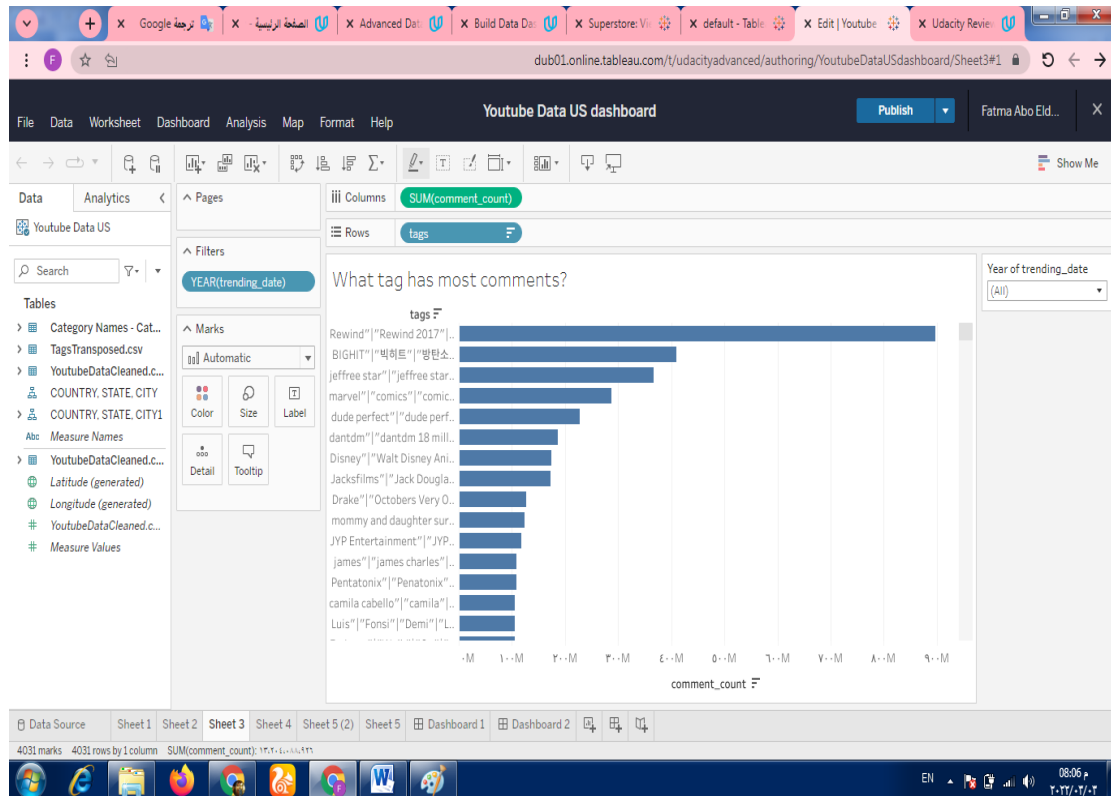 Google ترجمة
الصفحة الرئيسية -
Advanced Dat
Build Data Das
Superstore: Vi
default - Table
Edit | Youtube
Udacity Review
F
dub01.online.tableau.com/t/udacityadvanced/authoring/YoutubeDataUSdashboard/Sheet3#1
Youtube Data US dashboard
Publish
Fatma Abo Eld...
File Data Worksheet Dashboard Analysis Map Format Help
Show Me
Data Analytics
Youtube Data US
Search
Tables
Category Names - Cat...
TagsTransposed.csv
YoutubeDataCleaned.c...
COUNTRY, STATE, CITY
COUNTRY, STATE, CITY1
Abc Measure Names
YoutubeDataCleaned.c...
Latitude (generated)
Longitude (generated)
# YoutubeDataCleaned.c...
# Measure Values
Pages
Filters
YEAR(trending_date)
Marks
Automatic
Color Size Label
Detail Tooltip
Columns SUM(comment_count)
Rows tags
What tag has most comments?
tags
Rewind"|"Rewind 2017"|..
BIGHIT"|"빅히트"|"방탄소..
jeffree star"|"jeffree star..
marvel"|"comics"|"comic..
dude perfect"|"dude perf..
dantdm"|"dantdm 18 mill..
Disney"|"Walt Disney Ani..
Jacksfilms"|"Jack Dougla..
Drake"|"Octobers Very O..
mommy and daughter sur..
JYP Entertainment"|"JYP..
james"|"james charles"|..
Pentatonix"|"Penatonix"..
camila cabello"|"camila"|..
Luis"|"Fonsi"|"Demi"|"L..
٠M ١٠٠M ٢٠٠M ٣٠٠M ٤٠٠M ٥٠٠M ٦٠٠M ٧٠٠M ٨٠٠M ٩٠٠M
comment_count
Year of trending_date
(All)
Data Source Sheet 1 Sheet 2 Sheet 3 Sheet 4 Sheet 5 (2) Sheet 5 Dashboard 1 Dashboard 2
4031 marks 4031 rows by 1 column SUM(comment_count):
EN
08:06 م
٢٠٢٢/٠٢/٠٣